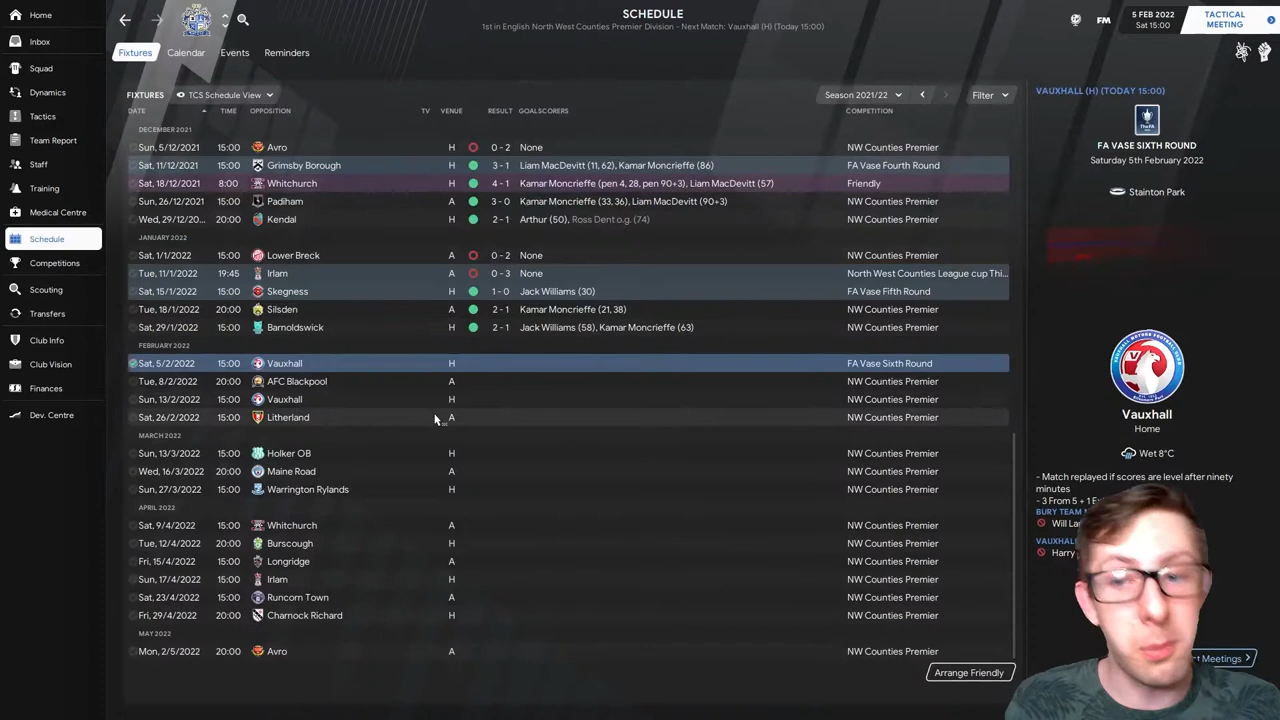 Home
Inbox
Squad
Dynamics
Tactics
Team Report
Staff
Training
Medical Centre
Schedule
Competitions
Scouting
Transfers
Club Info
Club Vision
Finances
Dev. Centre
SCHEDULE
1st in English North West Counties Premier Division - Next Match: Vauxhall (H) (Today 15:00)
FM
5 FEB 2022
Sat 15:00
TACTICAL
MEETING
Fixtures Calendar Events Reminders
FIXTURES TCS Schedule View Season 2021/22 Filter
DATE TIME OPPOSITION TV VENUE RESULT GOALSCORERS COMPETITION
DECEMBER 2021
Sun, 5/12/2021 15:00 Avro H 0 - 2 None NW Counties Premier
Sat, 11/12/2021 15:00 Grimsby Borough H 3 - 1 Liam MacDevitt (11, 62), Kamar Moncrieffe (86) FA Vase Fourth Round
Sat, 18/12/2021 8:00 Whitchurch H 4 - 1 Kamar Moncrieffe (pen 4, 28, pen 90+3), Liam MacDevitt (57) Friendly
Sun, 26/12/2021 15:00 Padiham A 3 - 0 Kamar Moncrieffe (33, 36), Liam MacDevitt (90+3) NW Counties Premier
Wed, 29/12/20... 20:00 Kendal H 2 - 1 Arthur (50), Ross Dent o.g. (74) NW Counties Premier
JANUARY 2022
Sat, 1/1/2022 15:00 Lower Breck A 0 - 2 None NW Counties Premier
Tue, 11/1/2022 19:45 Irlam A 0 - 3 None North West Counties League cup Thi...
Sat, 15/1/2022 15:00 Skegness H 1 - 0 Jack Williams (30) FA Vase Fifth Round
Tue, 18/1/2022 20:00 Silsden A 2 - 1 Kamar Moncrieffe (21, 38) NW Counties Premier
Sat, 29/1/2022 15:00 Barnoldswick H 2 - 1 Jack Williams (58), Kamar Moncrieffe (63) NW Counties Premier
FEBRUARY 2022
Sat, 5/2/2022 15:00 Vauxhall H FA Vase Sixth Round
Tue, 8/2/2022 20:00 AFC Blackpool A NW Counties Premier
Sun, 13/2/2022 15:00 Vauxhall H NW Counties Premier
Sat, 26/2/2022 15:00 Litherland A NW Counties Premier
MARCH 2022
Sun, 13/3/2022 15:00 Holker OB H NW Counties Premier
Wed, 16/3/2022 20:00 Maine Road A NW Counties Premier
Sun, 27/3/2022 15:00 Warrington Rylands H NW Counties Premier
APRIL 2022
Sat, 9/4/2022 15:00 Whitchurch A NW Counties Premier
Tue, 12/4/2022 20:00 Burscough H NW Counties Premier
Fri, 15/4/2022 15:00 Longridge A NW Counties Premier
Sun, 17/4/2022 15:00 Irlam H NW Counties Premier
Sat, 23/4/2022 15:00 Runcorn Town A NW Counties Premier
Fri, 29/4/2022 20:00 Charnock Richard H NW Counties Premier
MAY 2022
Mon, 2/5/2022 20:00 Avro A NW Counties Premier
Arrange Friendly
VAUXHALL (H) (TODAY 15:00)
FA VASE SIXTH ROUND
Saturday 5th February 2022
Stainton Park
Vauxhall
Home
Wet 8°C
- Match replayed if scores are level after ninety
minutes
- 3 From 5 + 1
BURY TEAM
Will
VAUXHALL
Harry
Meetings